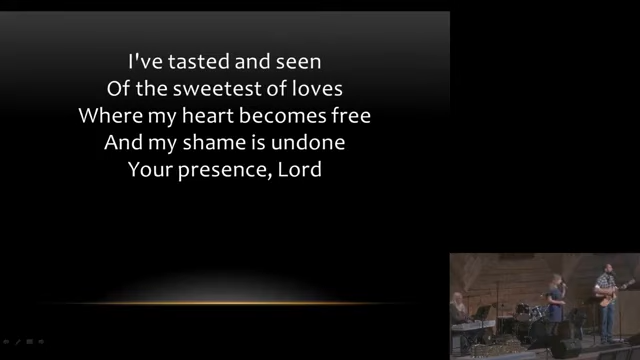 I've tasted and seen
Of the sweetest of loves
Where my heart becomes free
And my shame is undone
Your presence, Lord